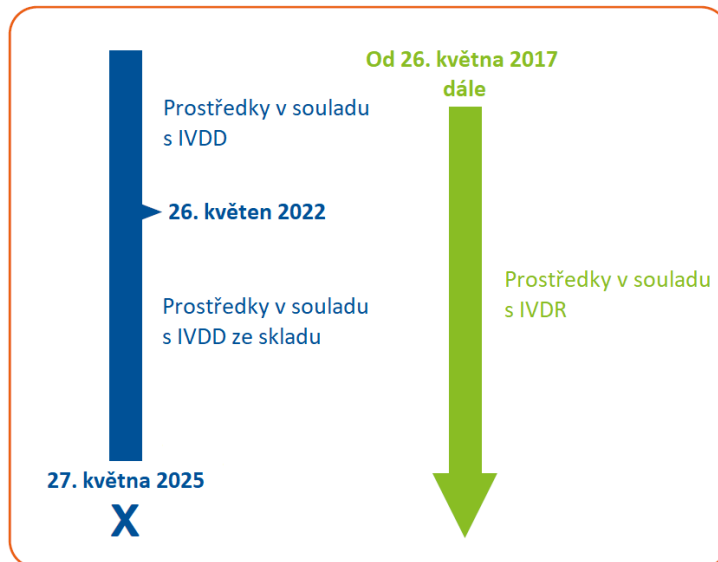 Prostředky v souladu
s IVDD
26. květen 2022
Prostředky v souladu
s IVDD ze skladu
27. května 2025
X
Od 26. května 2017
dále
Prostředky v souladu
s IVDR